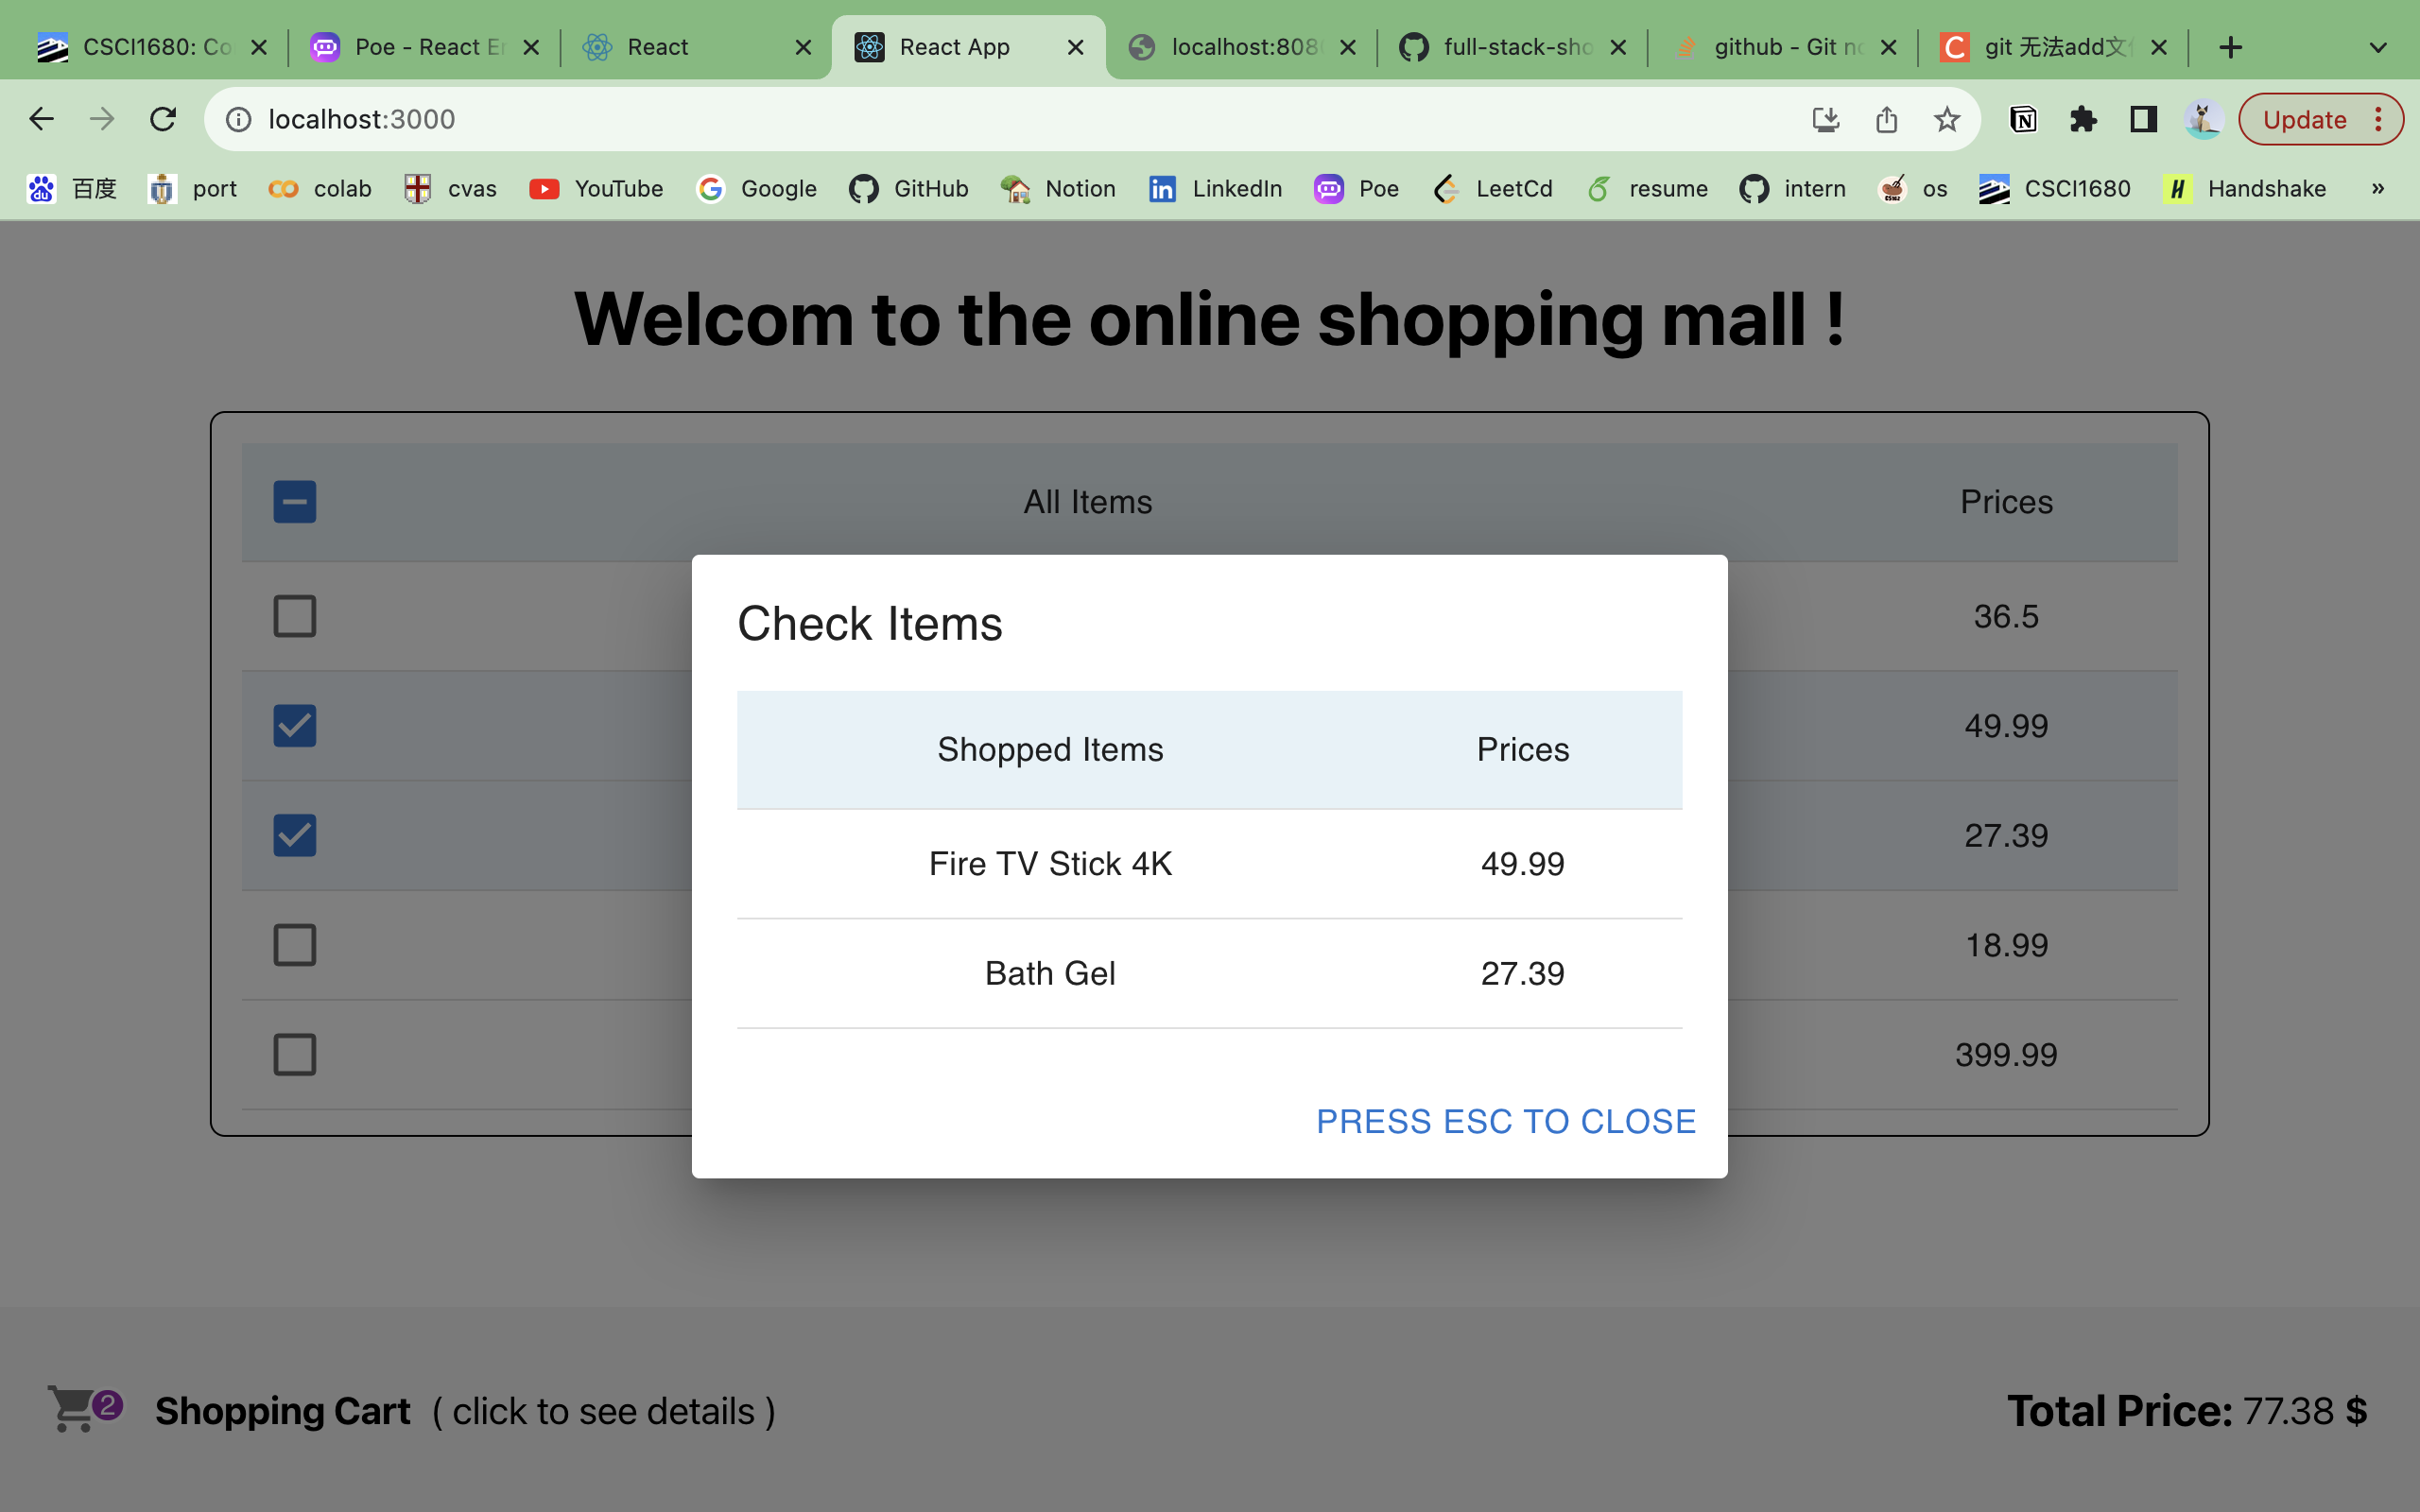 CSCI1680: Co
Poe - React Er
React
React App
localhost:808
full-stack-sho
github - Git no
git 无法add文
localhost:3000
Update
百度
port
colab
cvas
YouTube
Google
GitHub
Notion
LinkedIn
Poe
LeetCd
resume
intern
os
CSCI1680
Handshake
»
Welcom to the online shopping mall !
All Items Prices
36.5
49.99
27.39
18.99
399.99
Check Items
Shopped Items Prices
Fire TV Stick 4K 49.99
Bath Gel 27.39
PRESS ESC TO CLOSE
2 Shopping Cart ( click to see details )
Total Price: 77.38 $